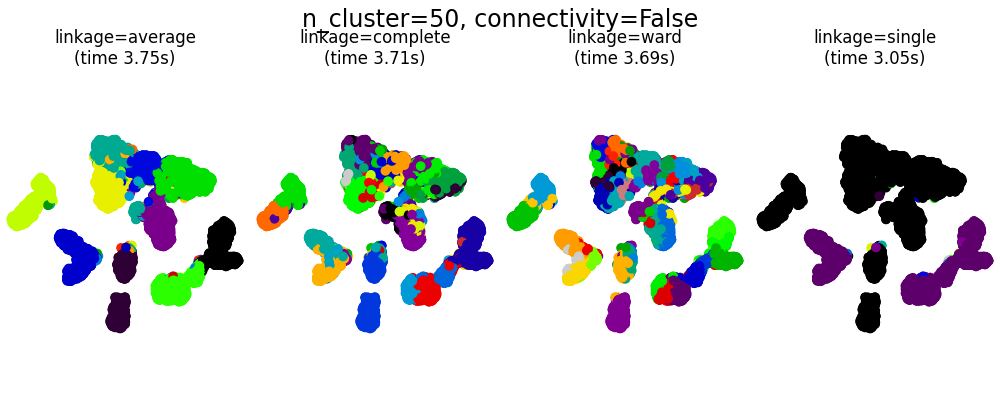 n_cluster=50, connectivity=False
linkage=average
(time 3.75s)
linkage=complete
(time 3.71s)
linkage=ward
(time 3.69s)
linkage=single
(time 3.05s)